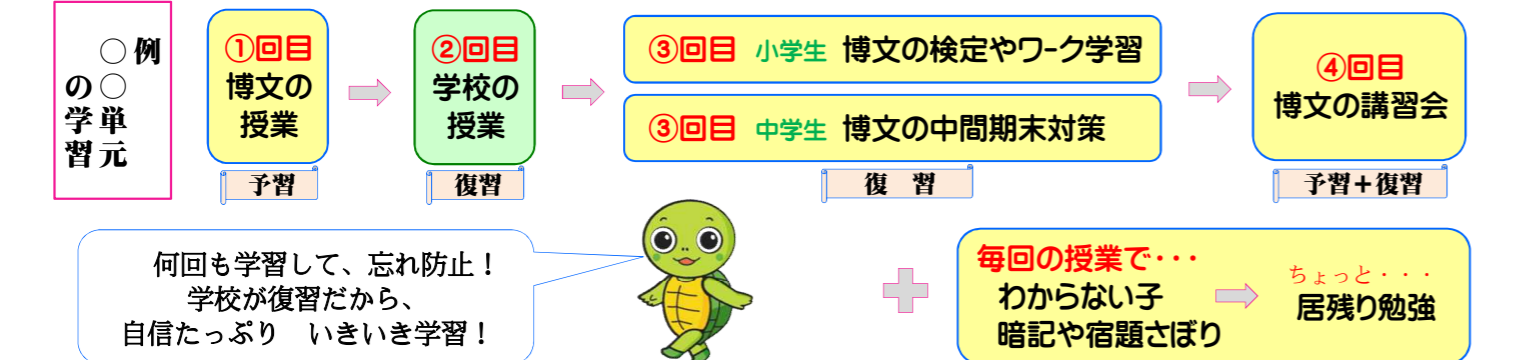 例
○○単元
の学習
①回目
博文の
授業
予習
②回目
学校の
授業
復習
③回目 小学生 博文の検定やワーク学習
③回目 中学生 博文の中間期末対策
復 習
④回目
博文の講習会
予習+復習
何回も学習して、忘れ防止！
学校が復習だから、
自信たっぷり いきいき学習！
毎回の授業で･･･
わからない子
暗記や宿題さぼり
ちょっと・・・
居残り勉強